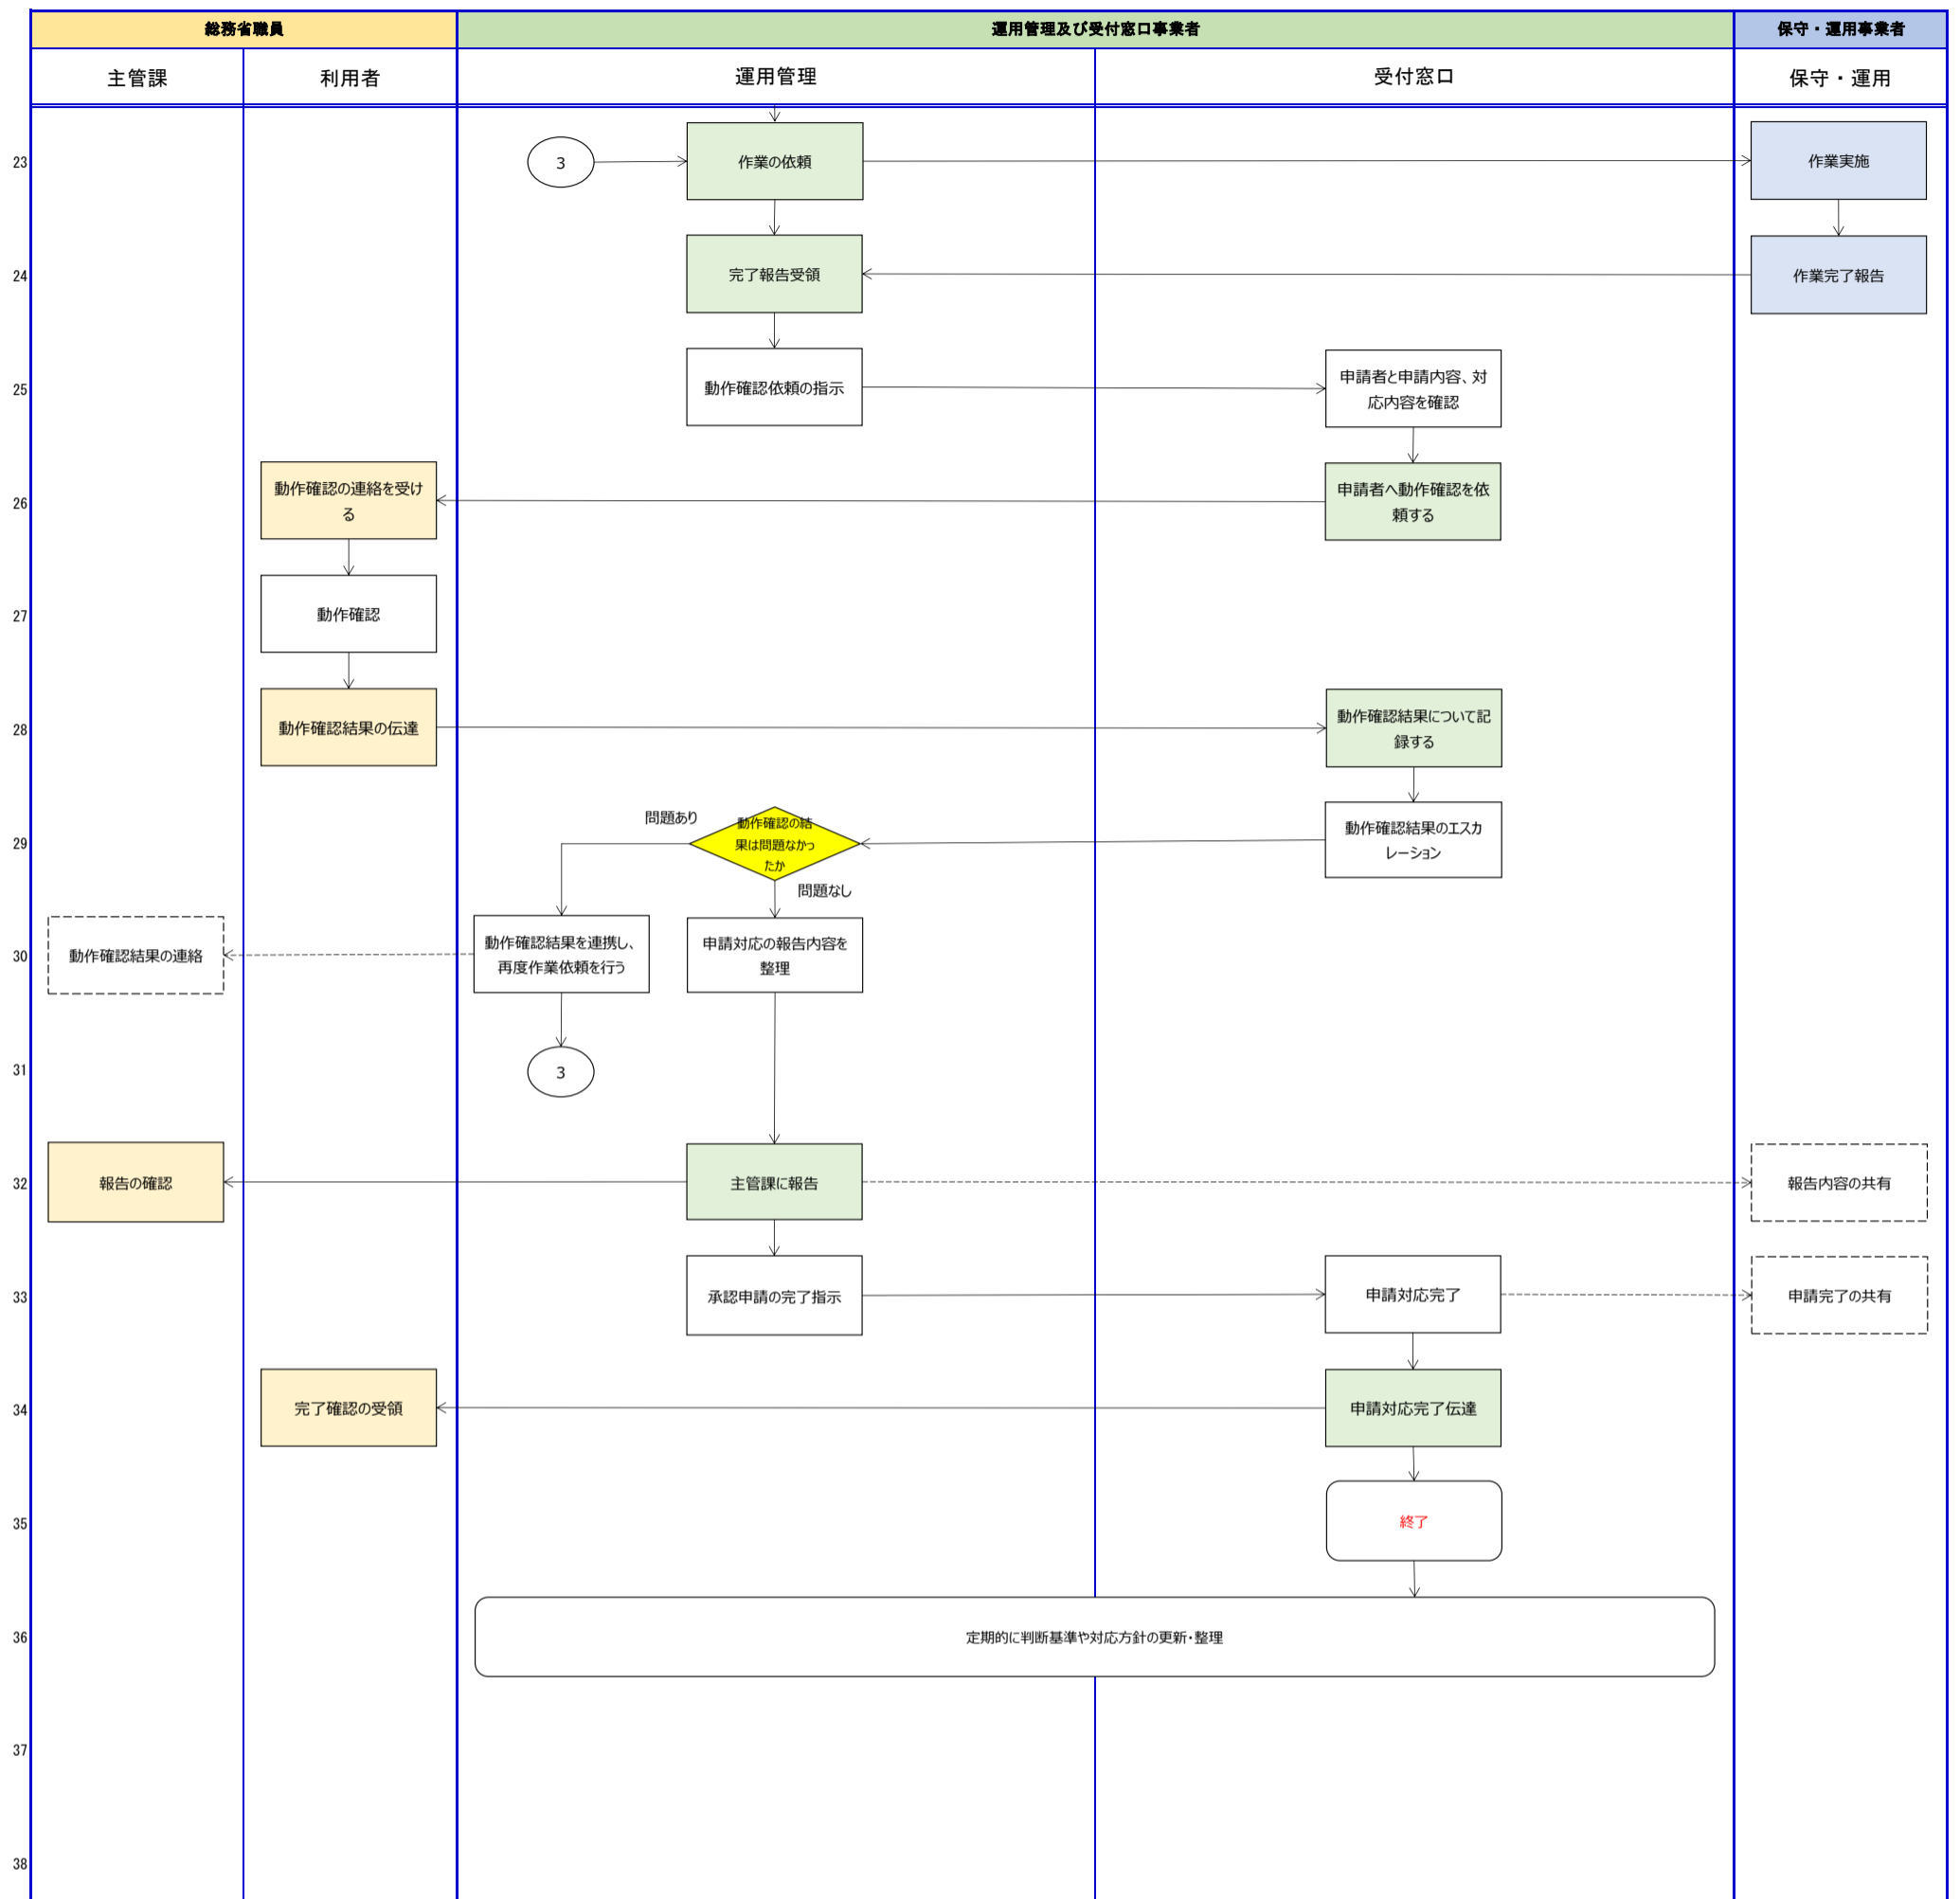 総務省職員
運用管理及び受付窓口事業者
保守・運用事業者
主管課
利用者
運用管理
受付窓口
保守・運用
23
3
作業の依頼
作業実施
24
完了報告受領
作業完了報告
25
動作確認依頼の指示
申請者と申請内容、対
応内容を確認
26
動作確認の連絡を受け
る
申請者へ動作確認を依
頼する
27
動作確認
28
動作確認結果の伝達
動作確認結果について記
録する
29
問題あり
動作確認の結
果は問題なかっ
たか
問題なし
動作確認結果のエスカ
レーション
30
動作確認結果の連絡
動作確認結果を連携し、
再度作業依頼を行う
申請対応の報告内容を
整理
31
3
32
報告の確認
主管課に報告
報告内容の共有
33
承認申請の完了指示
申請対応完了
申請完了の共有
34
完了確認の受領
申請対応完了伝達
35
終了
36
定期的に判断基準や対応方針の更新・整理
37
38